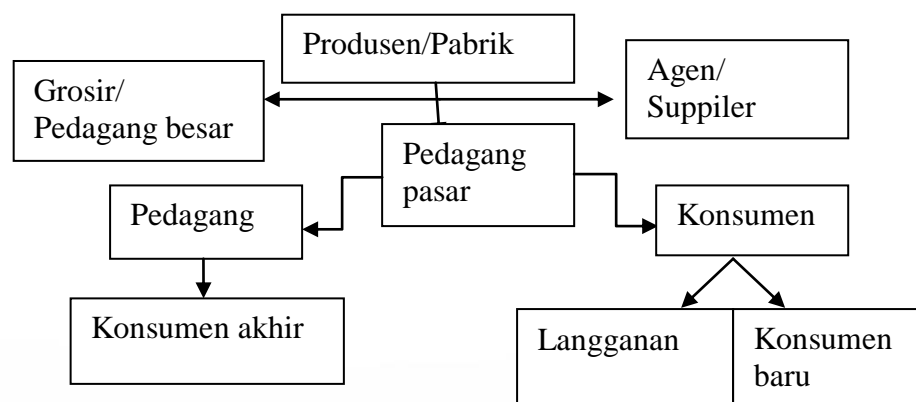 Produsen/Pabrik
Grosir/
Pedagang besar
Agen/
Suppiler
Pedagang
pasar
Pedagang
Konsumen
Konsumen akhir
Langganan
Konsumen
baru